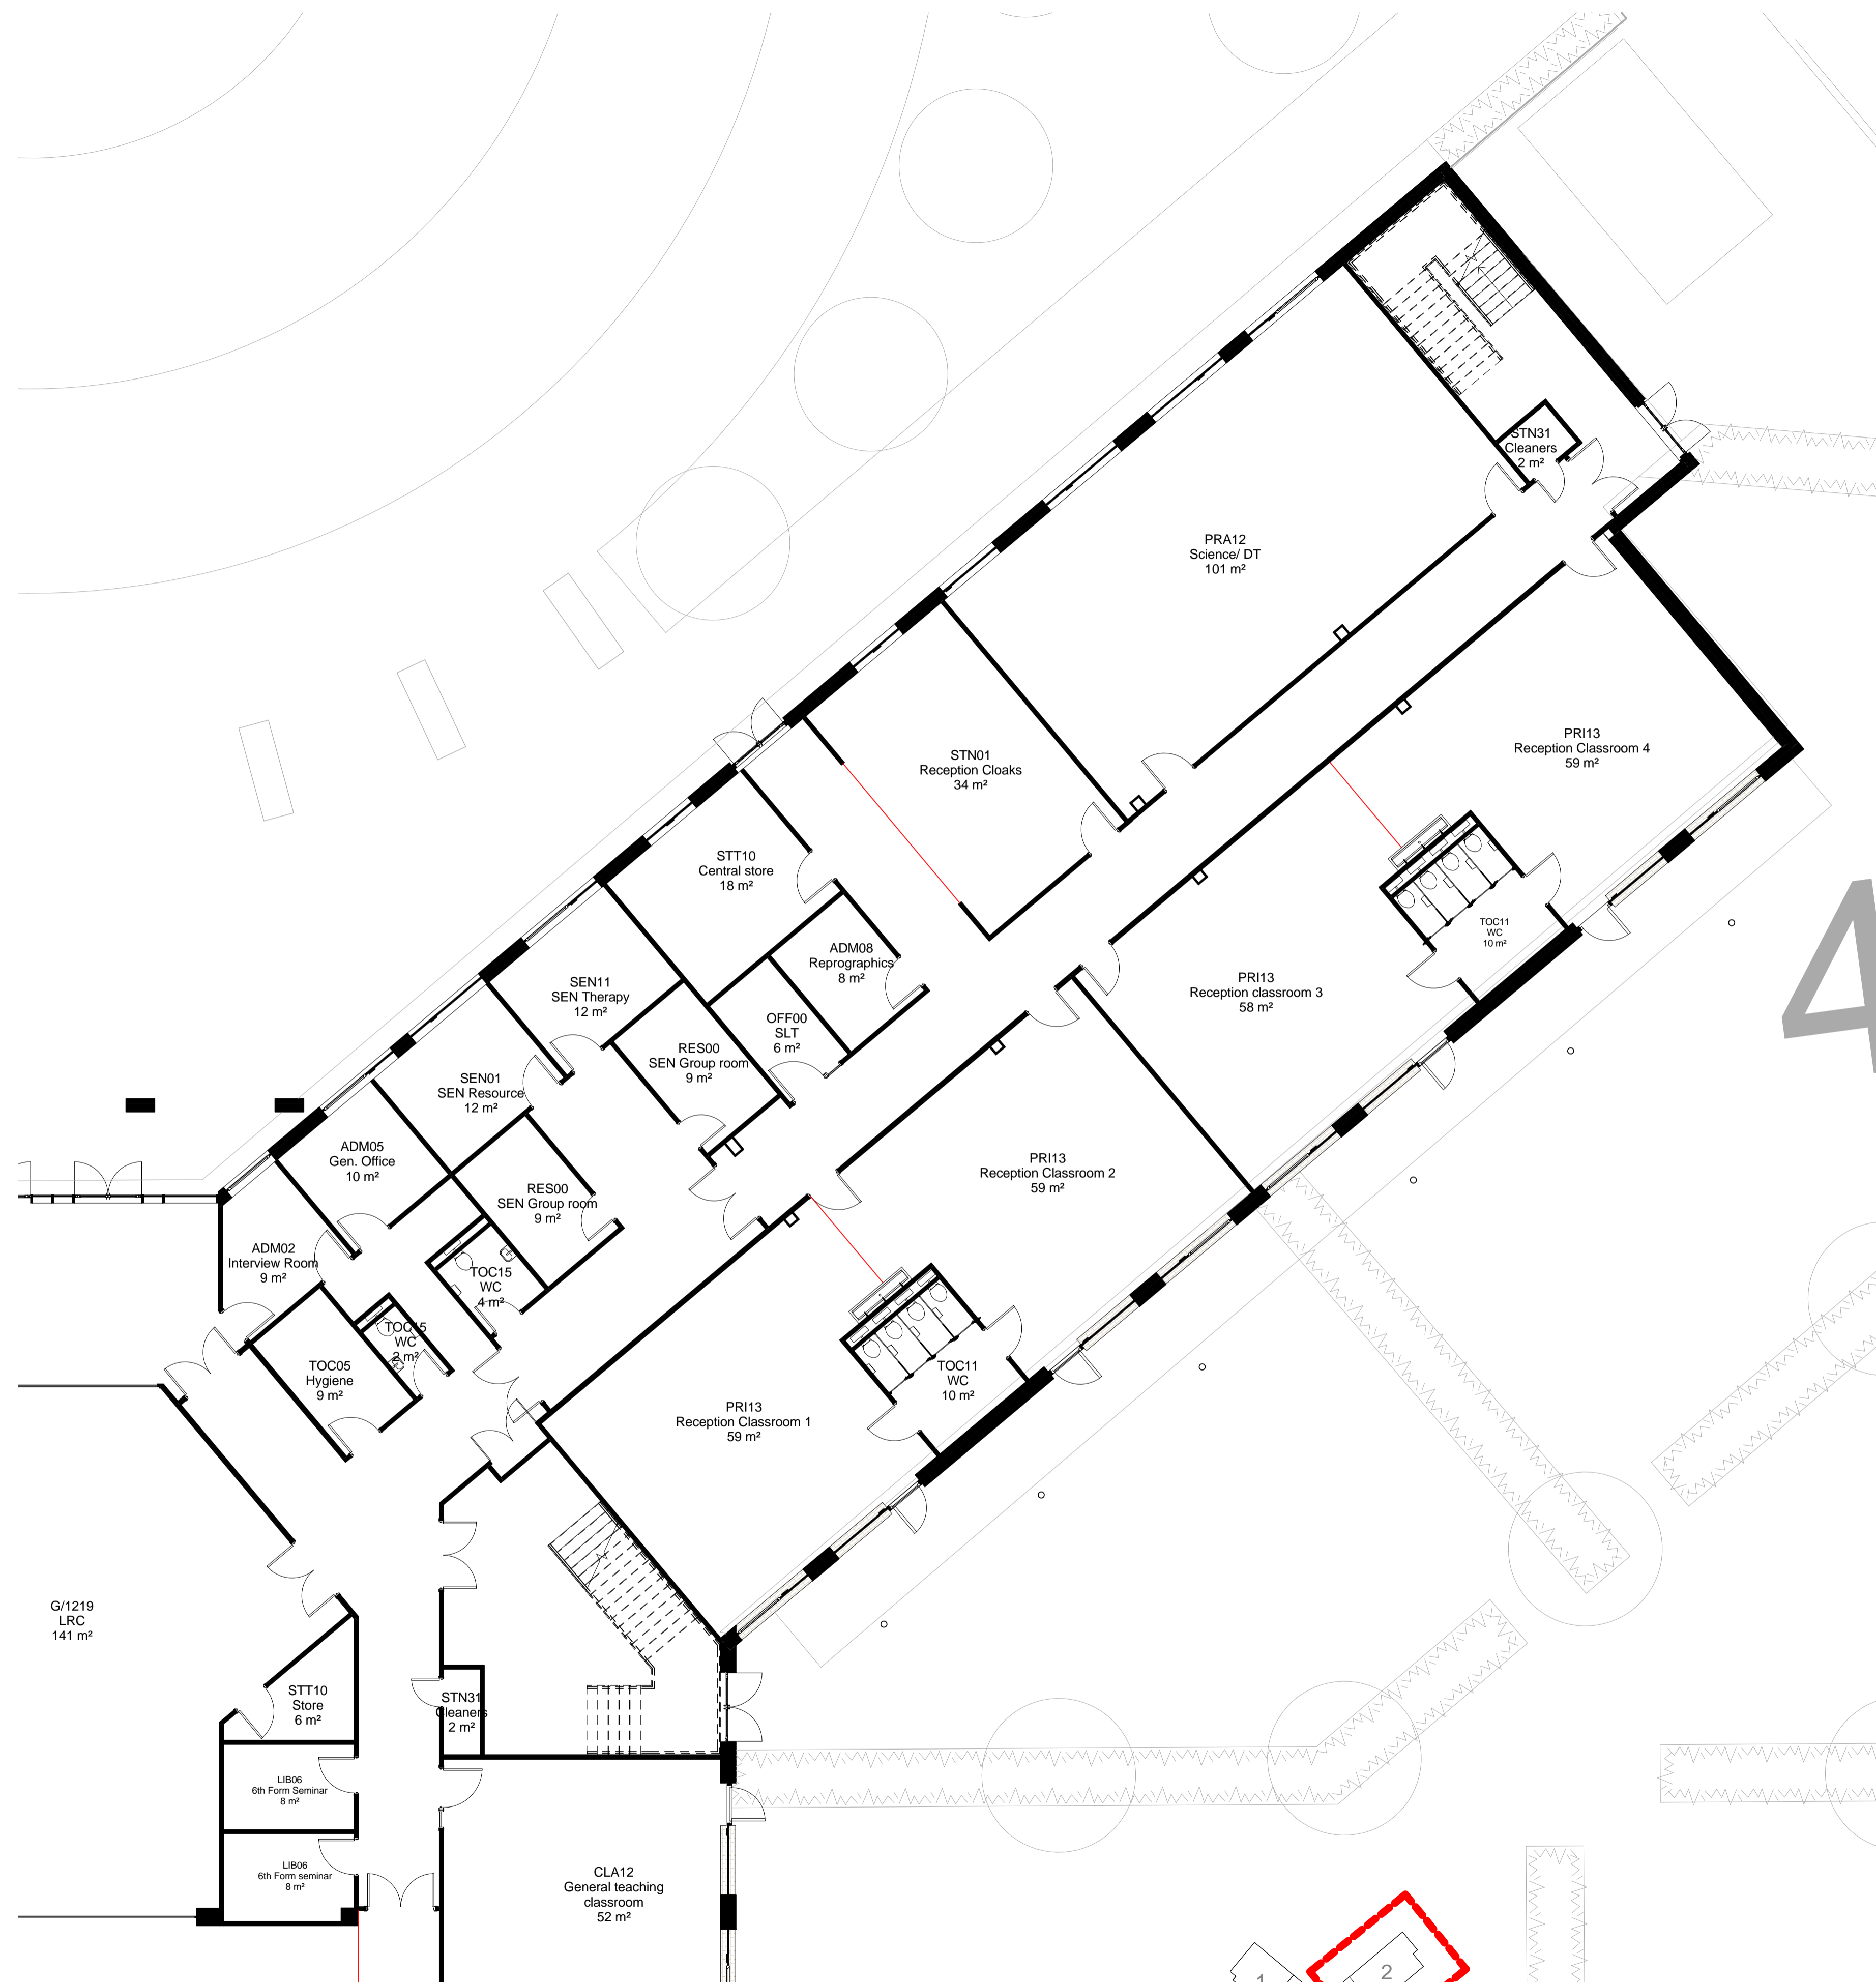 STN31
Cleaners
2 m²
PRA12
Science/ DT
101 m²
PRI13
Reception Classroom 4
59 m²
STN01
Reception Cloaks
34 m²
STT10
Central store
18 m²
4
TOC11
WC
10 m²
ADM08
Reprographics
8 m²
PRI13
Reception classroom 3
58 m²
SEN11
SEN Therapy
12 m²
OFF00
SLT
6 m²
RES00
SEN Group room
9 m²
SEN01
SEN Resource
12 m²
ADM05
Gen. Office
10 m²
PRI13
Reception Classroom 2
59 m²
RES00
SEN Group room
9 m²
ADM02
Interview Room
9 m²
TOC15
WC
4 m²
TOC15
WC
2 m²
TOC05
Hygiene
9 m²
TOC11
WC
10 m²
PRI13
Reception Classroom 1
59 m²
G/1219
LRC
141 m²
STT10
Store
6 m²
STN31
Cleaners
2 m²
LIB06
6th Form Seminar
8 m²
LIB06
6th Form seminar
8 m²
CLA12
General teaching
classroom
52 m²
1
2